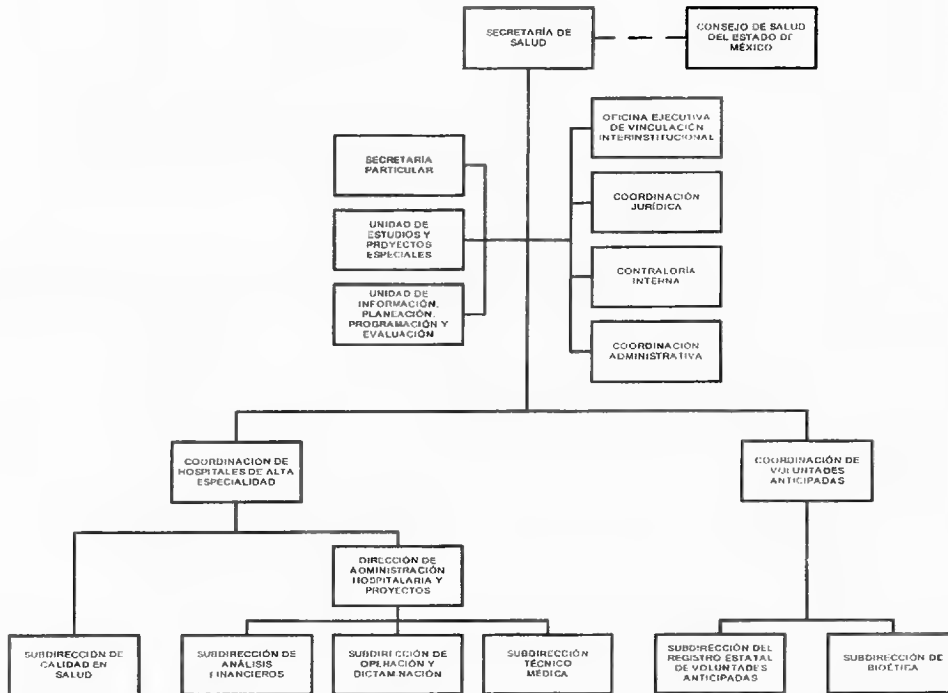 SECRETARÍA DE
SALUD
CONSEJO DE SALUD
DEL ESTADO DE
MÉXICO
OFICINA EJECUTIVA
DE VINCULACIÓN
INTERINSTITUCIONAL
SECRETARÍA
PARTICULAR
COORDINACIÓN
JURÍDICA
UNIDAD DE
ESTUDIOS Y
PROYECTOS
ESPECIALES
CONTRALORÍA
INTERNA
UNIDAD DE
INFORMACIÓN,
PLANEACIÓN,
PROGRAMACIÓN Y
EVALUACIÓN
COORDINACIÓN
ADMINISTRATIVA
COORDINACION DE
HOSPITALES DE ALTA
ESPECIALIDAD
COORDINACIÓN DE
VOLUNTADES
ANTICIPADAS
DIRECCIÓN DE
ADMINISTRACIÓN
HOSPITALARIA Y
PROYECTOS
SUBDIRECCIÓN DE
CALIDAD EN
SALUD
SUBDIRECCIÓN DE
ANÁLISIS
FINANCIEROS
SUBDIRECCIÓN DE
OPERACIÓN Y
DICTAMINACIÓN
SUBDIRECCIÓN
TÉCNICO
MÉDICA
SUBDIRECCIÓN DEL
REGISTRO ESTATAL
DE VOLUNTADES
ANTICIPADAS
SUBDIRECCIÓN DE
BIOÉTICA